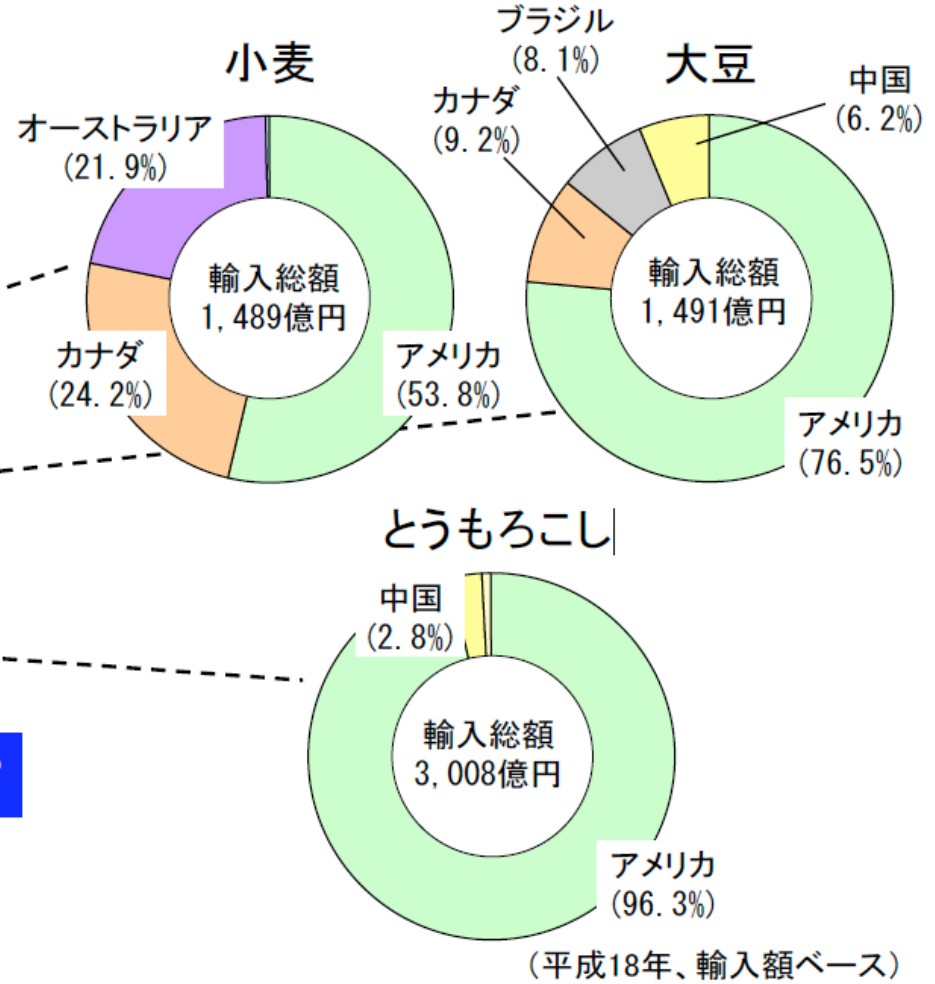 小麦
オーストラリア
(21.9%)
輸入総額
1,489億円
カナダ
(24.2%)
アメリカ
(53.8%)
大豆
ブラジル
(8.1%)
カナダ
(9.2%)
中国
(6.2%)
輸入総額
1,491億円
アメリカ
(76.5%)
とうもろこし
中国
(2.8%)
輸入総額
3,008億円
アメリカ
(96.3%)
（平成18年、輸入額ベース）